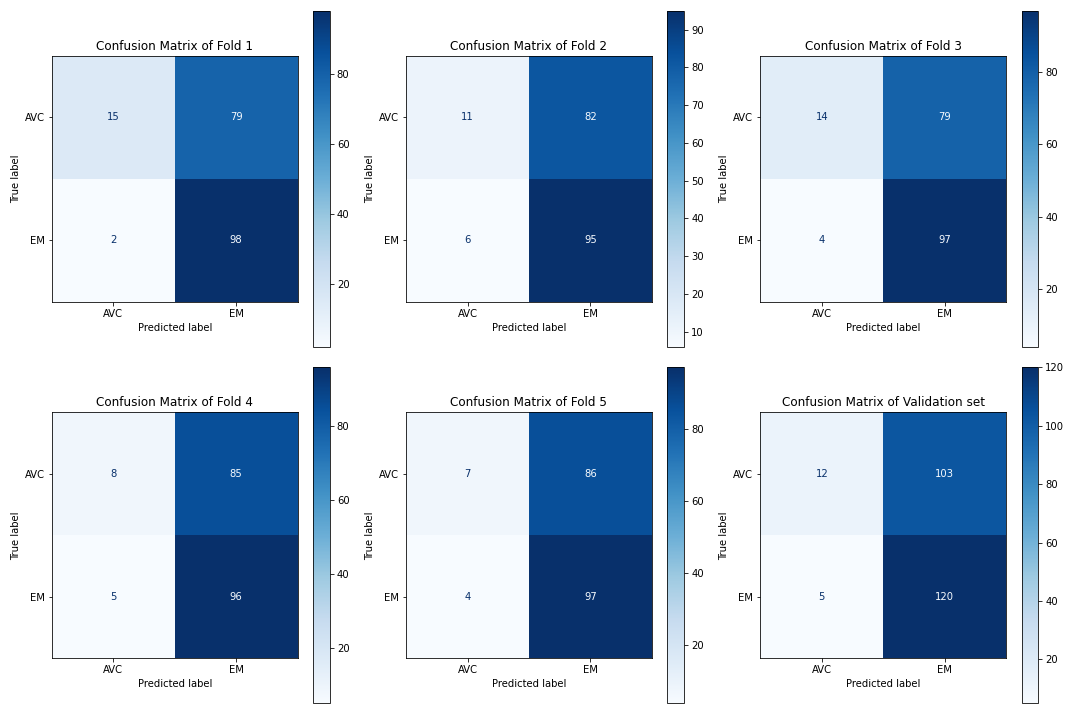 Confusion Matrix of Fold 1
AVC
EM
True label
15
79
2
98
AVC
EM
Predicted label
80
60
40
20
Confusion Matrix of Fold 2
AVC
EM
True label
11
82
6
95
AVC
EM
Predicted label
90
80
70
60
50
40
30
20
10
Confusion Matrix of Fold 3
AVC
EM
True label
14
79
4
97
AVC
EM
Predicted label
80
60
40
20
Confusion Matrix of Fold 4
AVC
EM
True label
8
85
5
96
AVC
EM
Predicted label
80
60
40
20
Confusion Matrix of Fold 5
AVC
EM
True label
7
86
4
97
AVC
EM
Predicted label
80
60
40
20
Confusion Matrix of Validation set
AVC
EM
True label
12
103
5
120
AVC
EM
Predicted label
120
100
80
60
40
20